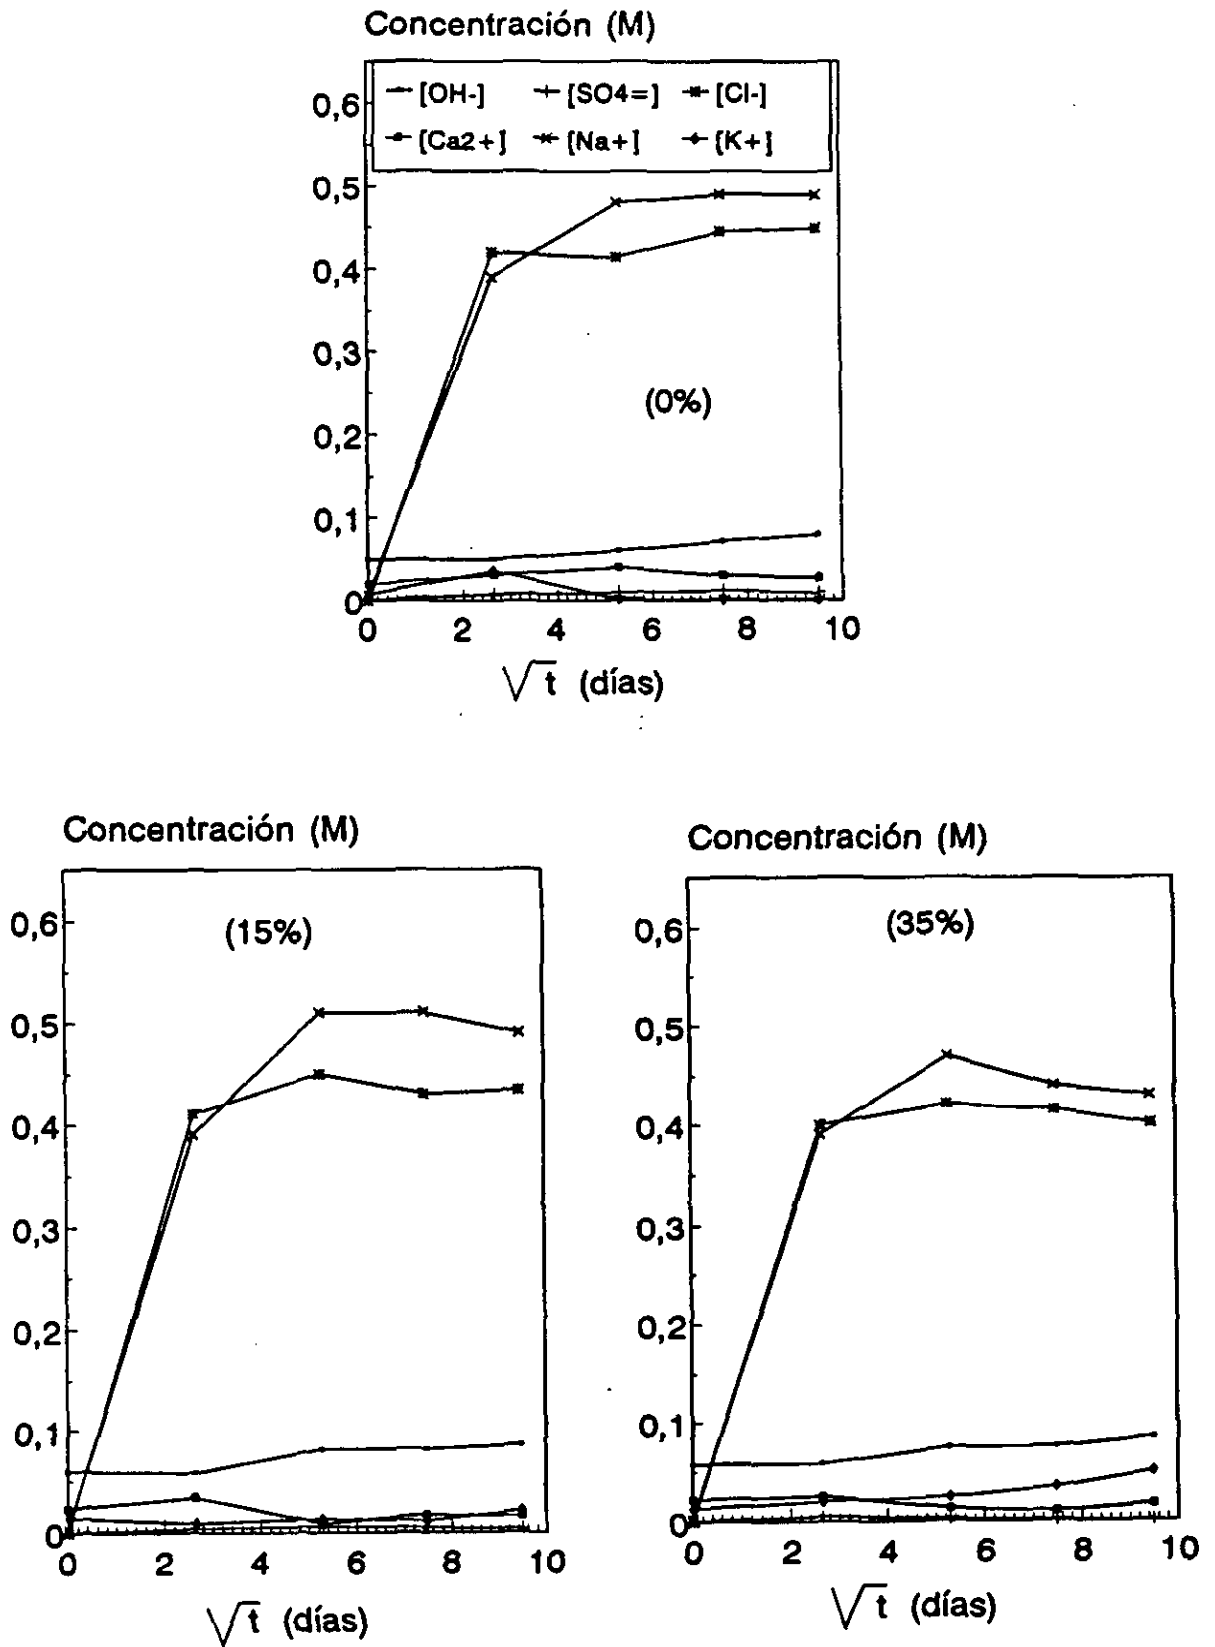 Concentración (M)
[OH-] [SO4=] [Cl-]
[Ca2+] [Na+] [K+]
0,6
0,5
0,4
0,3
0,2
0,1
0
(0%)
0 2 4 6 8 10
√t (días)
Concentración (M)
(15%)
0,6
0,5
0,4
0,3
0,2
0,1
0
0 2 4 6 8 10
√t (días)
Concentración (M)
(35%)
0,6
0,5
0,4
0,3
0,2
0,1
0
0 2 4 6 8 10
√t (días)